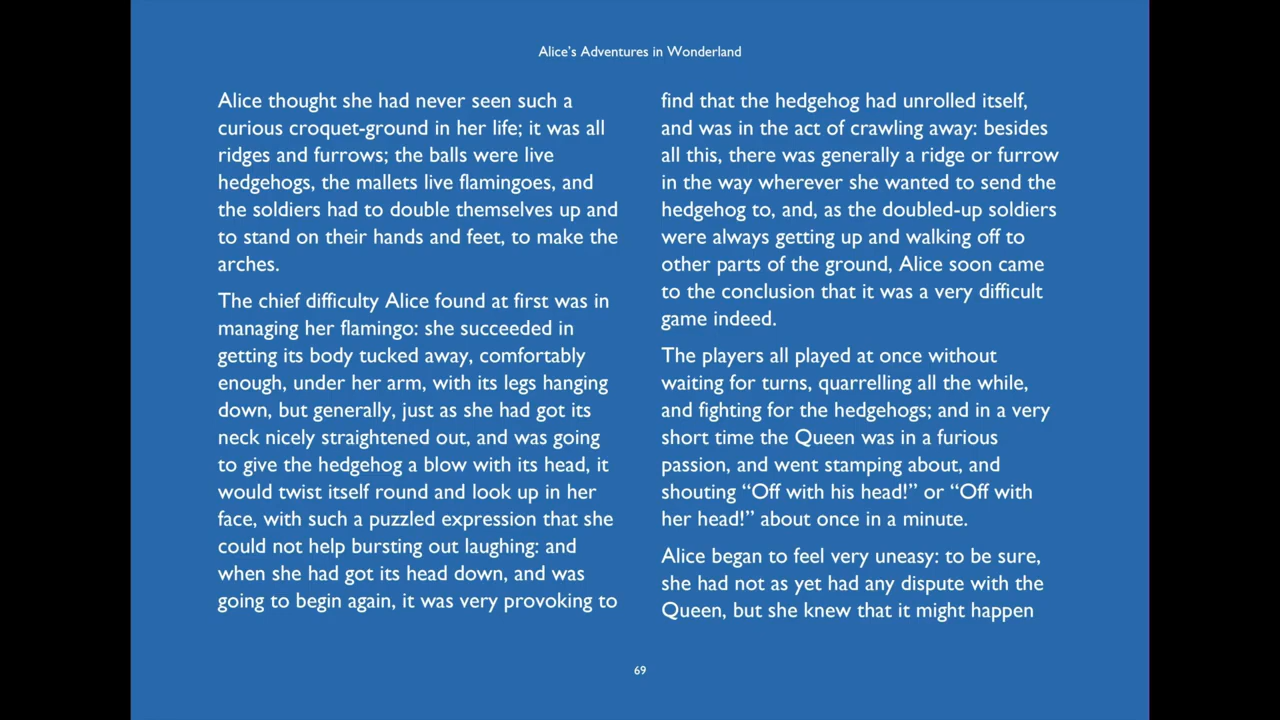 Alice’s Adventures in Wonderland
Alice thought she had never seen such a
curious croquet-ground in her life; it was all
ridges and furrows; the balls were live
hedgehogs, the mallets live flamingoes, and
the soldiers had to double themselves up and
to stand on their hands and feet, to make the
arches.
The chief difficulty Alice found at first was in
managing her flamingo: she succeeded in
getting its body tucked away, comfortably
enough, under her arm, with its legs hanging
down, but generally, just as she had got its
neck nicely straightened out, and was going
to give the hedgehog a blow with its head, it
would twist itself round and look up in her
face, with such a puzzled expression that she
could not help bursting out laughing: and
when she had got its head down, and was
going to begin again, it was very provoking to
find that the hedgehog had unrolled itself,
and was in the act of crawling away: besides
all this, there was generally a ridge or furrow
in the way wherever she wanted to send the
hedgehog to, and, as the doubled-up soldiers
were always getting up and walking off to
other parts of the ground, Alice soon came
to the conclusion that it was a very difficult
game indeed.
The players all played at once without
waiting for turns, quarrelling all the while,
and fighting for the hedgehogs; and in a very
short time the Queen was in a furious
passion, and went stamping about, and
shouting “Off with his head!” or “Off with
her head!” about once in a minute.
Alice began to feel very uneasy: to be sure,
she had not as yet had any dispute with the
Queen, but she knew that it might happen
69